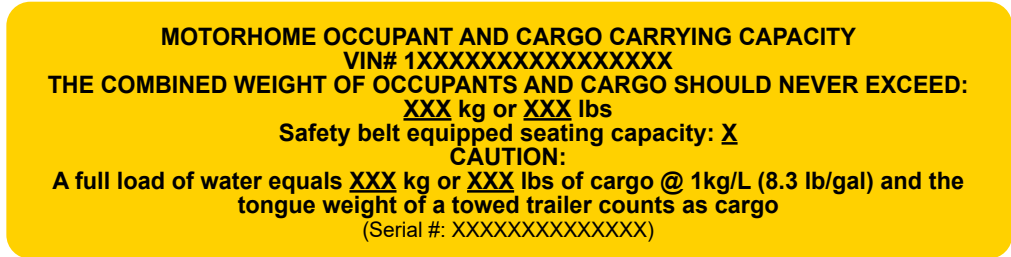 MOTORHOME OCCUPANT AND CARGO CARRYING CAPACITY
VIN# 1XXXXXXXXXXXXXXXX
THE COMBINED WEIGHT OF OCCUPANTS AND CARGO SHOULD NEVER EXCEED:
XXX kg or XXX lbs
Safety belt equipped seating capacity: X
CAUTION:
A full load of water equals XXX kg or XXX lbs of cargo @ 1kg/L (8.3 lb/gal) and the
tongue weight of a towed trailer counts as cargo
(Serial #: XXXXXXXXXXXXXX)